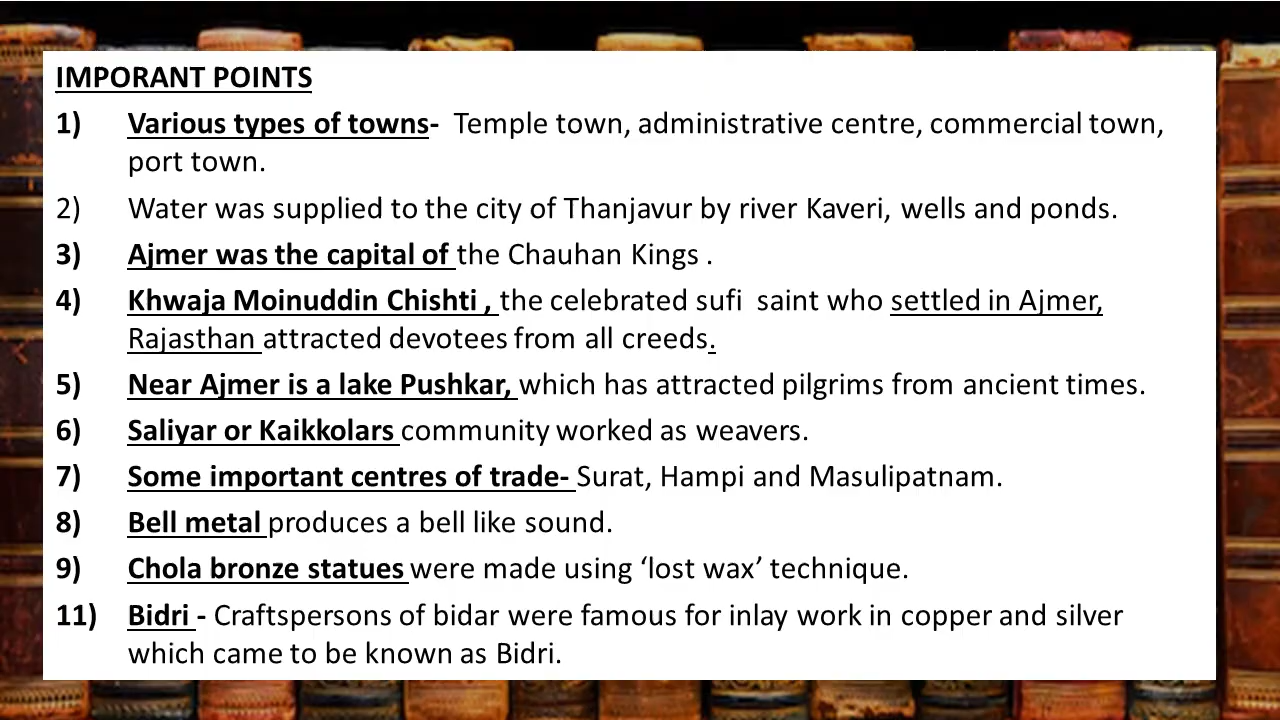 IMPORANT POINTS
1) Various types of towns- Temple town, administrative centre, commercial town,
port town.
2) Water was supplied to the city of Thanjavur by river Kaveri, wells and ponds.
3) Ajmer was the capital of the Chauhan Kings .
4) Khwaja Moinuddin Chishti , the celebrated sufi saint who settled in Ajmer,
Rajasthan attracted devotees from all creeds.
5) Near Ajmer is a lake Pushkar, which has attracted pilgrims from ancient times.
6) Saliyar or Kaikkolars community worked as weavers.
7) Some important centres of trade- Surat, Hampi and Masulipatnam.
8) Bell metal produces a bell like sound.
9) Chola bronze statues were made using ‘lost wax’ technique.
11) Bidri - Craftspersons of bidar were famous for inlay work in copper and silver
which came to be known as Bidri.